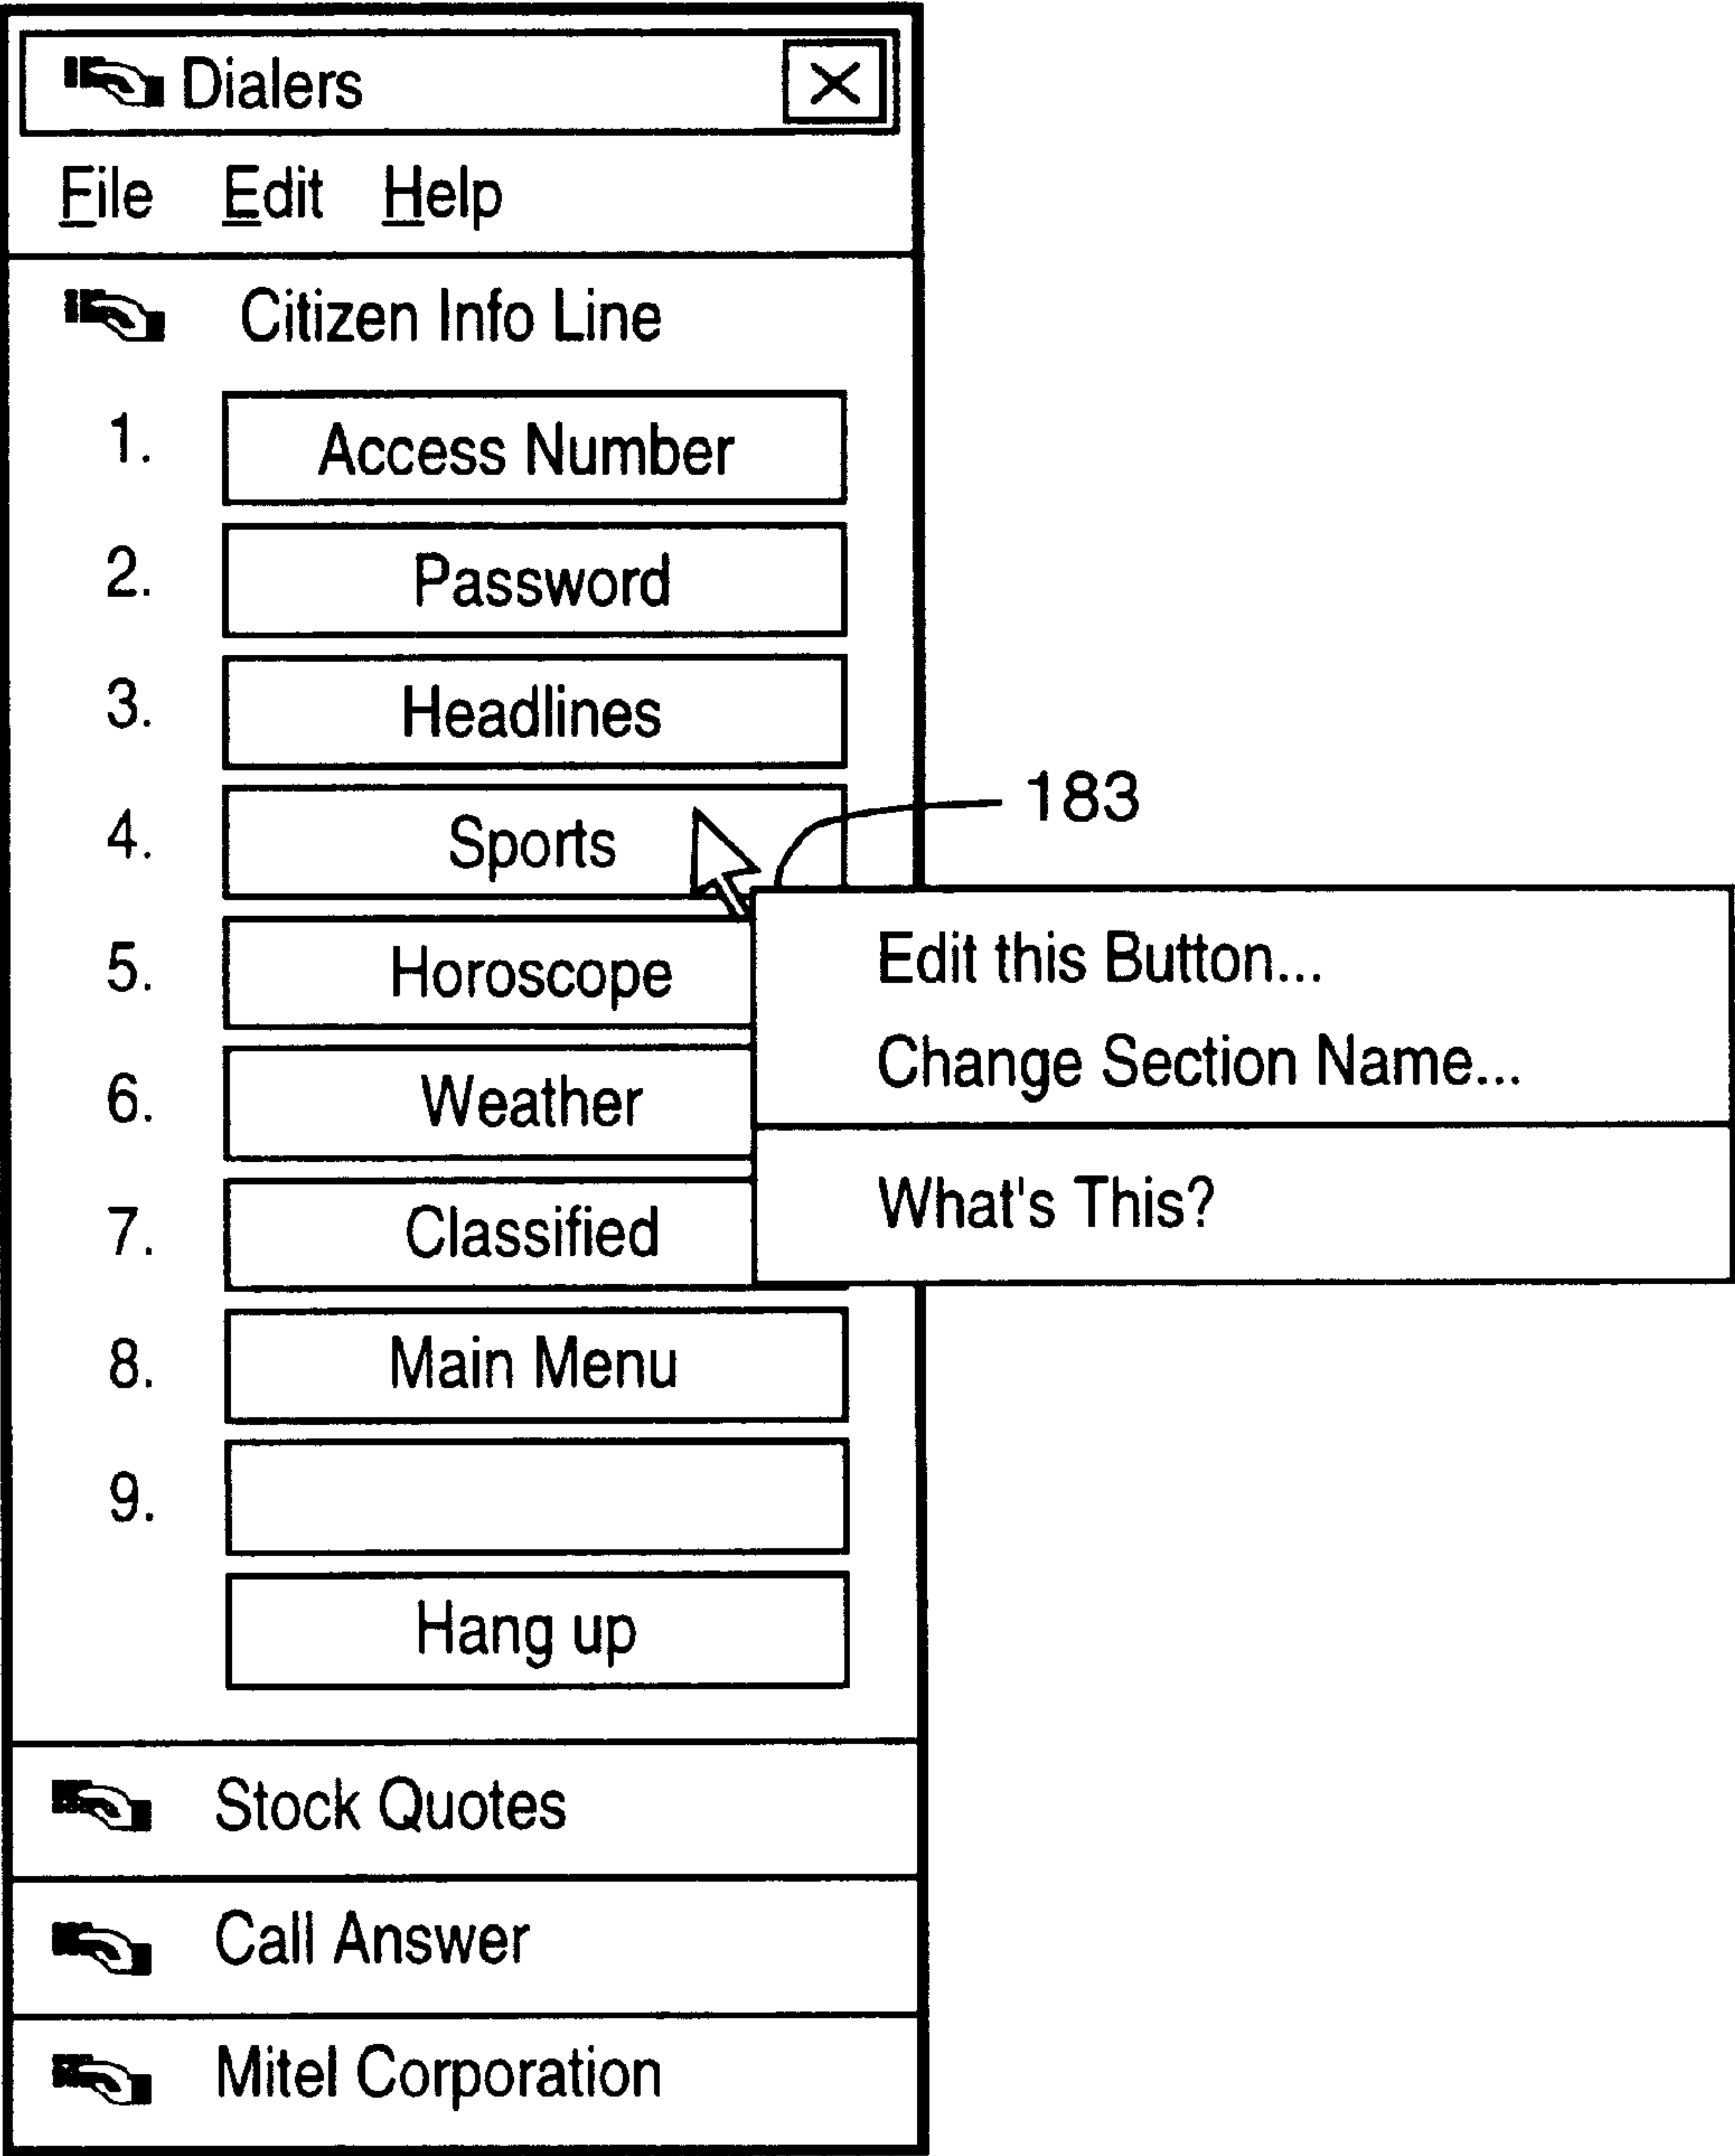 Dialers
File Edit Help
Citizen Info Line
1. Access Number
2. Password
3. Headlines
183
4. Sports
Edit this Button...
5. Horoscope
Change Section Name...
6. Weather
What's This?
7. Classified
8. Main Menu
9.
Hang up
Stock Quotes
Call Answer
Mitel Corporation